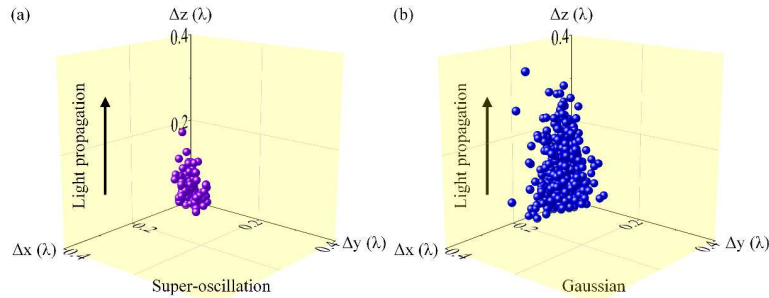 (a)
Δz (λ)
0.4
0.2
Light propagation
0.2
0.2
Δx (λ)
0.4
0.4
Δy (λ)
Super-oscillation
(b)
Δz (λ)
0.4
0.2
Light propagation
0.2
0.2
Δx (λ)
0.4
0.4
Δy (λ)
Gaussian